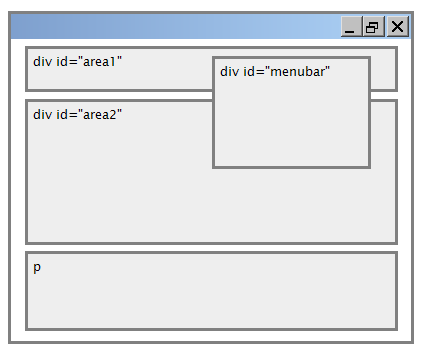 div id="area1"
div id="menubar"
div id="area2"
p